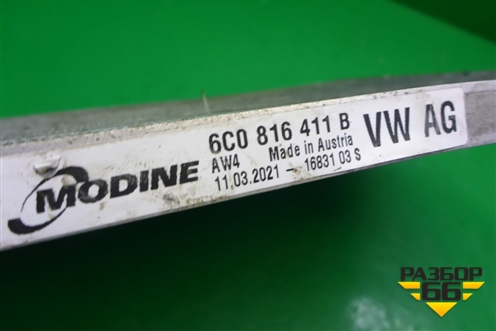 6C0 816 411 B
VW AG
AW4 Made in Austria
MODINE
11.03.2021 - 16831 03 S
РАЗБОР
66